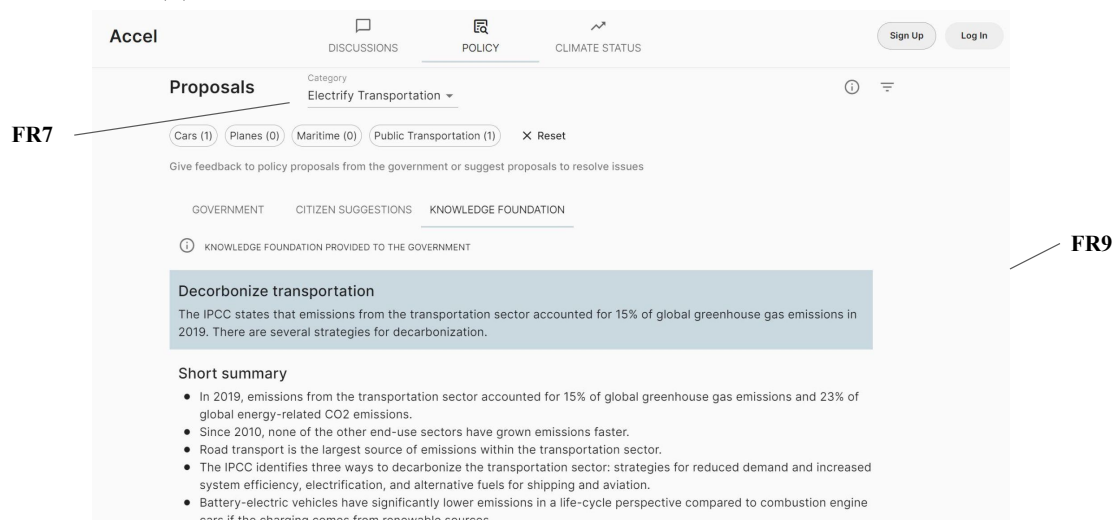 Accel
DISCUSSIONS
POLICY
CLIMATE STATUS
Sign Up
Log In
Proposals
Category
Electrify Transportation
FR7
Cars (1)
Planes (0)
Maritime (0)
Public Transportation (1)
Reset
Give feedback to policy proposals from the government or suggest proposals to resolve issues
GOVERNMENT
CITIZEN SUGGESTIONS
KNOWLEDGE FOUNDATION
FR9
KNOWLEDGE FOUNDATION PROVIDED TO THE GOVERNMENT
Decorbonize transportation
The IPCC states that emissions from the transportation sector accounted for 15% of global greenhouse gas emissions in
2019. There are several strategies for decarbonization.
Short summary
• In 2019, emissions from the transportation sector accounted for 15% of global greenhouse gas emissions and 23% of
global energy-related CO2 emissions.
• Since 2010, none of the other end-use sectors have grown emissions faster.
• Road transport is the largest source of emissions within the transportation sector.
• The IPCC identifies three ways to decarbonize the transportation sector: strategies for reduced demand and increased
system efficiency, electrification, and alternative fuels for shipping and aviation.
• Battery-electric vehicles have significantly lower emissions in a life-cycle perspective compared to combustion engine
cars if the charging comes from renewable sources.